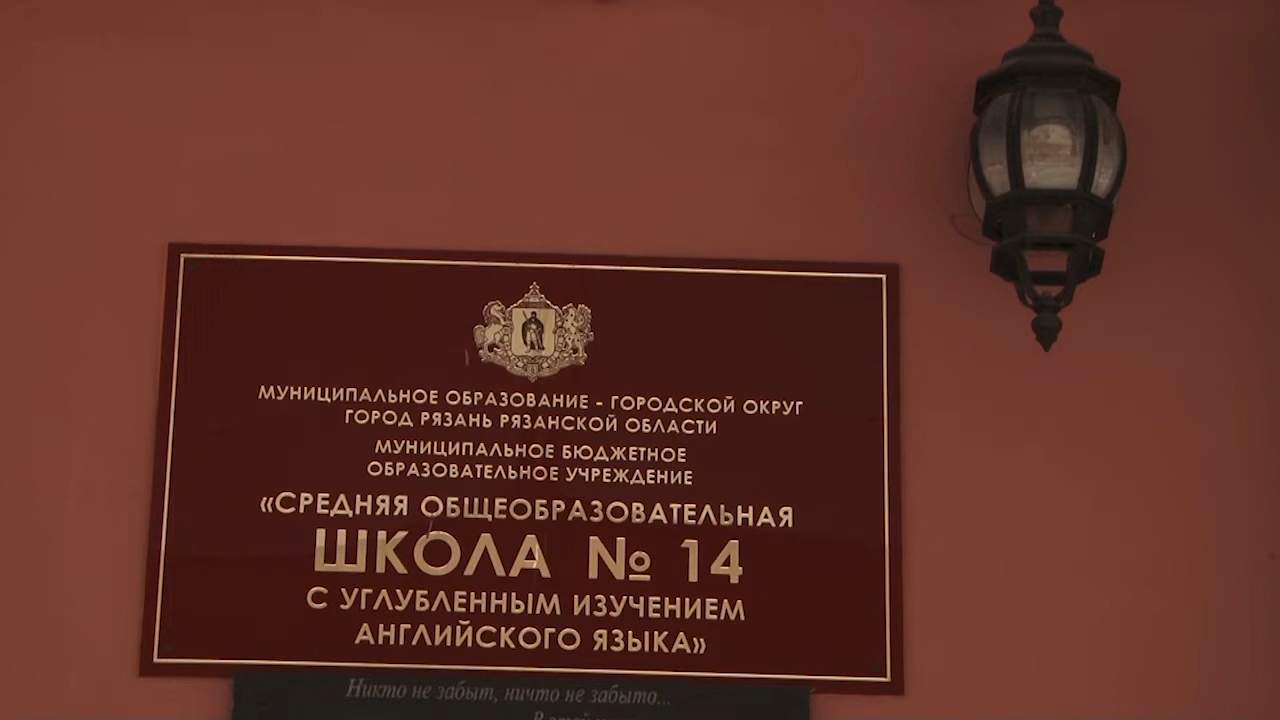 МУНИЦИПАЛЬНОЕ ОБРАЗОВАНИЕ - ГОРОДСКОЙ ОКРУГ
ГОРОД РЯЗАНЬ РЯЗАНСКОЙ ОБЛАСТИ
МУНИЦИПАЛЬНОЕ БЮДЖЕТНОЕ
ОБРАЗОВАТЕЛЬНОЕ УЧРЕЖДЕНИЕ
«СРЕДНЯЯ ОБЩЕОБРАЗОВАТЕЛЬНАЯ
ШКОЛА № 14
С УГЛУБЛЕННЫМ ИЗУЧЕНИЕМ
АНГЛИЙСКОГО ЯЗЫКА»
Никто не забыт, ничто не забыто...